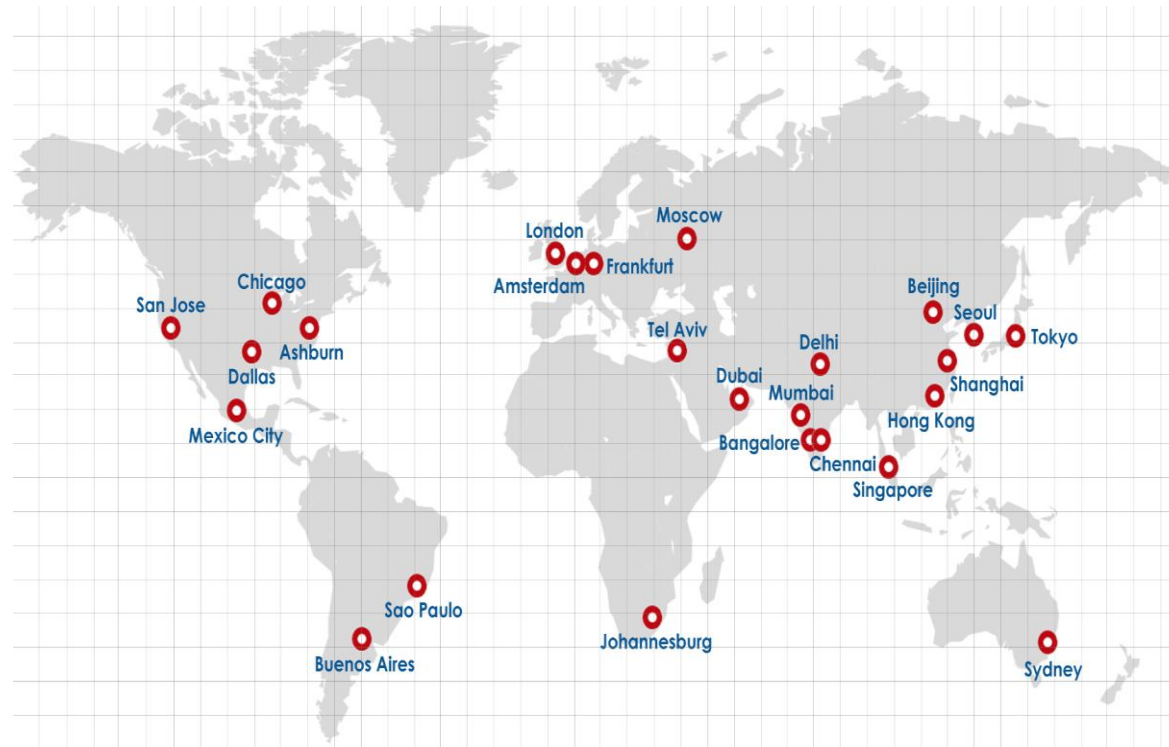 Moscow
London
Frankfurt
Amsterdam
Chicago
San Jose
Ashburn
Dallas
Mexico City
Beijing
Seoul
Tokyo
Tel Aviv
Delhi
Dubai
Mumbai
Shanghai
Hong Kong
Bangalore
Chennai
Singapore
Sao Paulo
Buenos Aires
Johannesburg
Sydney